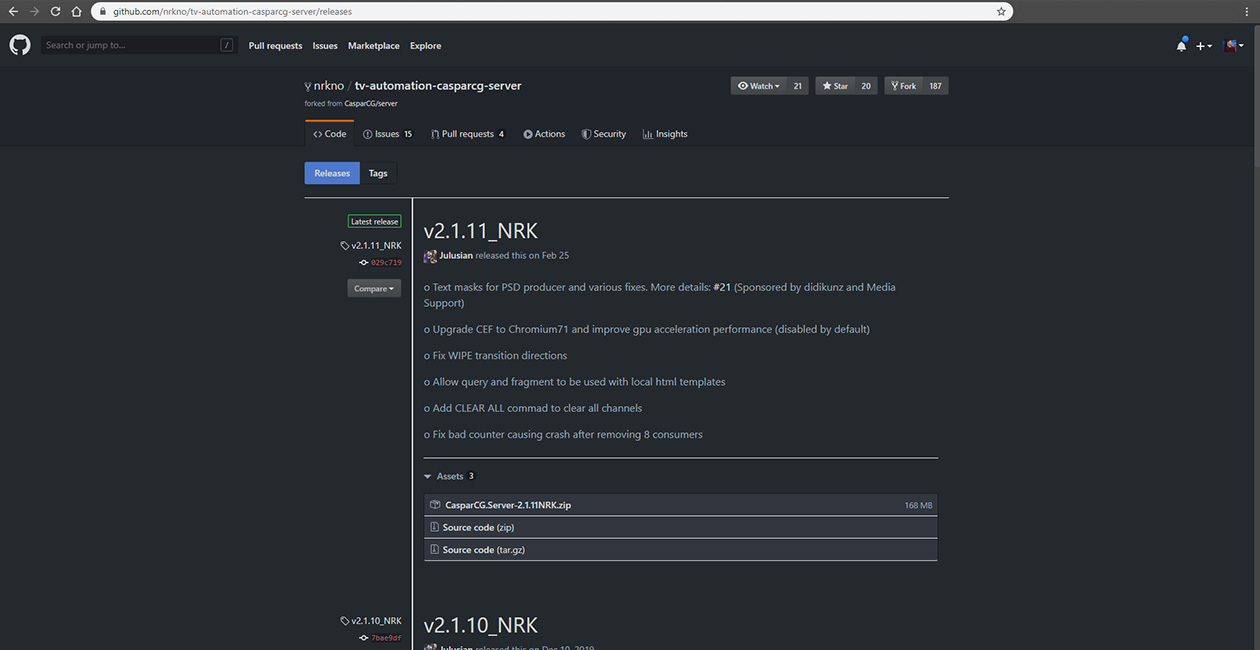 github.com/nrkno/tv-automation-casparcg-server/releases
Search or jump to... /
Pull requests Issues Marketplace Explore
nrkno / tv-automation-casparcg-server
Watch 21 Star 20 Fork 187
forked from CasparCG/server
Code Issues 15 Pull requests 4 Actions Security Insights
Releases Tags
Latest release
v2.1.11_NRK
029c719
Compare
v2.1.11_NRK
Julusian released this on Feb 25
o Text masks for PSD producer and various fixes. More details: #21 (Sponsored by didikunz and Media
Support)
o Upgrade CEF to Chromium71 and improve gpu acceleration performance (disabled by default)
o Fix WIPE transition directions
o Allow query and fragment to be used with local html templates
o Add CLEAR ALL commad to clear all channels
o Fix bad counter causing crash after removing 8 consumers
Assets 3
CasparCG.Server-2.1.11NRK.zip 168 MB
Source code (zip)
Source code (tar.gz)
v2.1.10_NRK
7bae9df
v2.1.10_NRK
Julusian released this on Dec 10, 2019